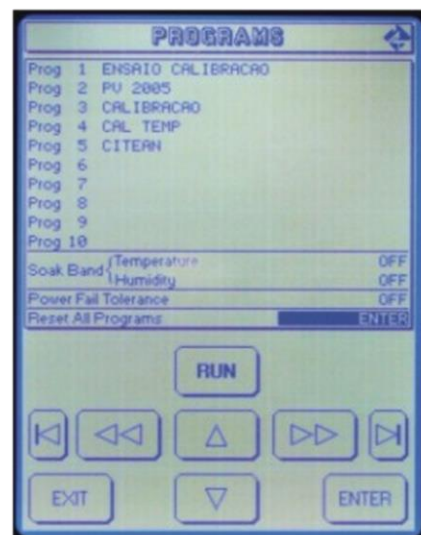 PROGRAMS
Prog 1 ENSAIO CALIBRACAO
Prog 2 PV 2005
Prog 3 CALIBRACAO
Prog 4 CAL TEMP
Prog 5 CITEAN
Prog 6
Prog 7
Prog 8
Prog 9
Prog 10
Soak Band { Temperature OFF
Humidity OFF
Power Fail Tolerance OFF
Reset All Programs ENTER
RUN
EXIT ENTER